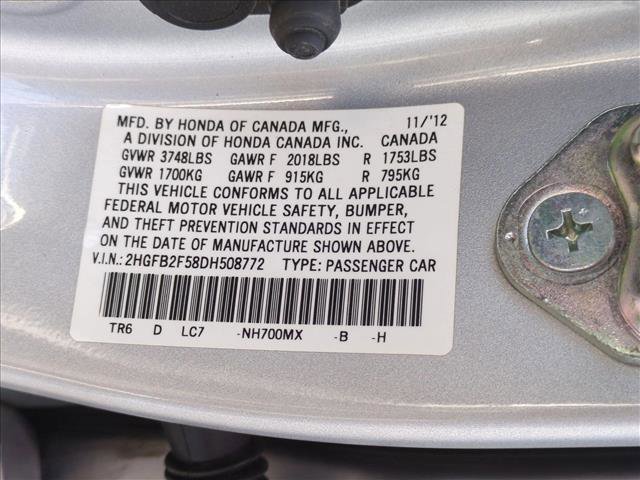 MFD. BY HONDA OF CANADA MFG., 11/'12
A DIVISION OF HONDA CANADA INC. CANADA
GVWR 3748LBS GAWR F 2018LBS R 1753LBS
GVWR 1700KG GAWR F 915KG R 795KG
THIS VEHICLE CONFORMS TO ALL APPLICABLE
FEDERAL MOTOR VEHICLE SAFETY, BUMPER,
AND THEFT PREVENTION STANDARDS IN EFFECT
ON THE DATE OF MANUFACTURE SHOWN ABOVE.
V.I.N.: 2HGFB2F58DH508772 TYPE: PASSENGER CAR
TR6 D LC7 -NH700MX -B -H